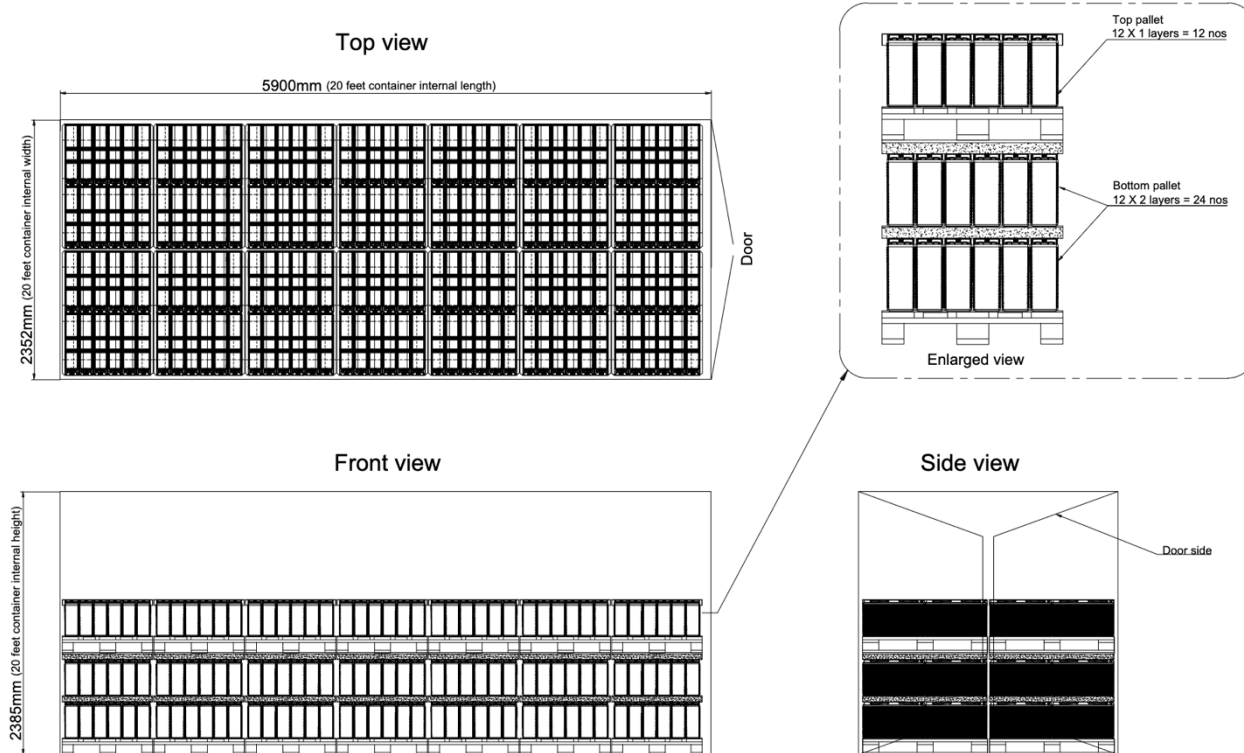 Top view
5900mm (20 feet container internal length)
2352mm (20 feet container internal width)
Door
Top pallet
12 X 1 layers = 12 nos
Bottom pallet
12 X 2 layers = 24 nos
Enlarged view
Front view
2385mm (20 feet container internal height)
Side view
Door side